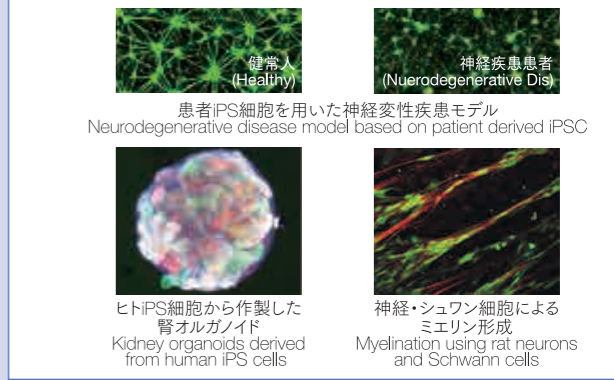 健常人
(Healthy)
神経疾患患者
(Nuerodegenerative Dis)
患者iPS細胞を用いた神経変性疾患モデル
Neurodegenerative disease model based on patient derived iPSC
ヒトiPS細胞から作製した
腎オルガノイド
Kidney organoids derived
from human iPS cells
神経・シュワン細胞による
ミエリン形成
Myelination using rat neurons
and Schwann cells